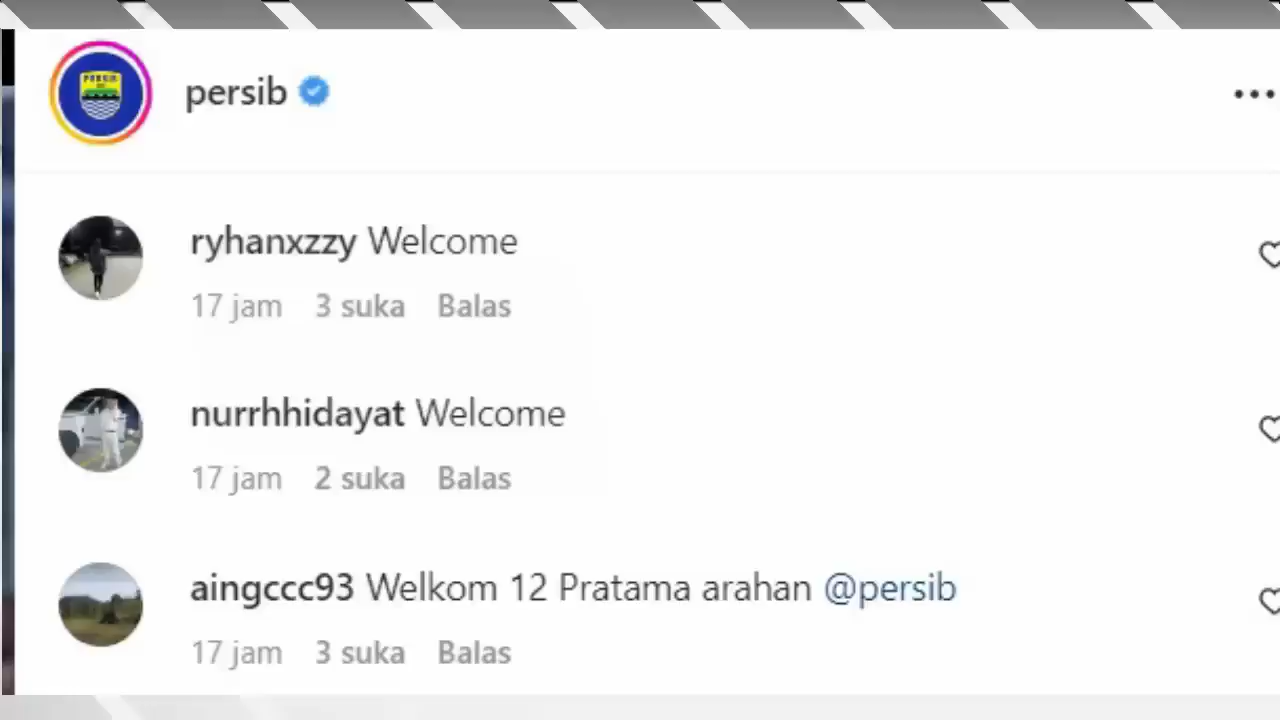 PERSIB
persib
ryhanxzzy Welcome
17 jam 3 suka Balas
nurrhhidayat Welcome
17 jam 2 suka Balas
aingccc93 Welkom 12 Pratama arahan @persib
17 jam 3 suka Balas